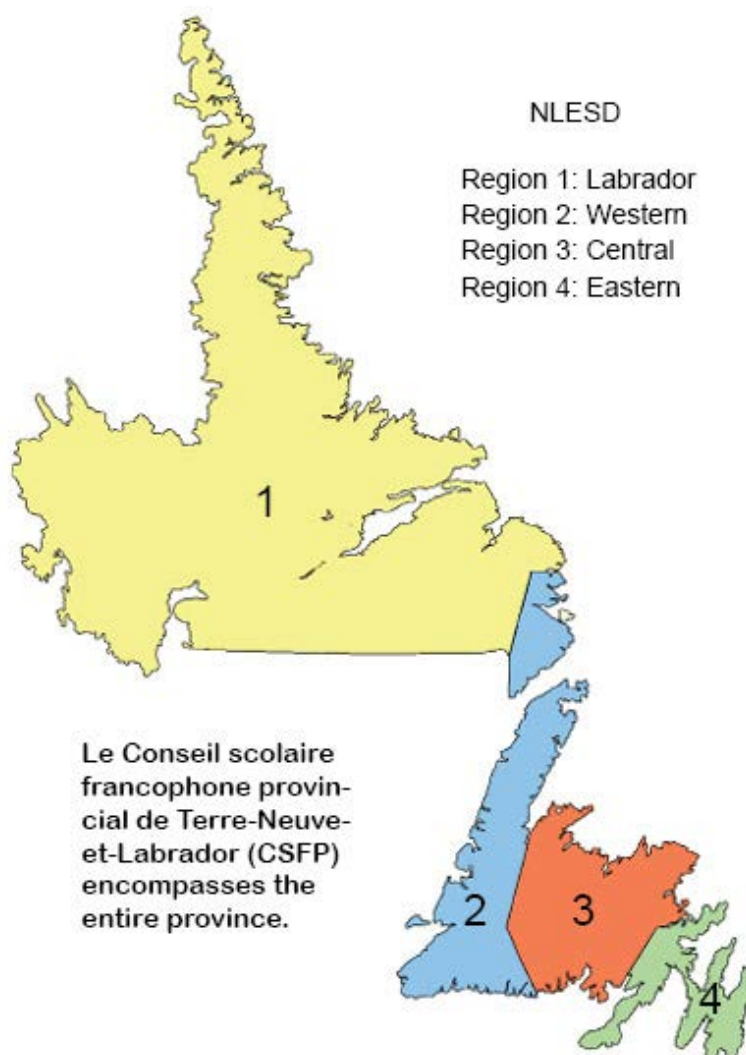 NLESD
Region 1: Labrador
Region 2: Western
Region 3: Central
Region 4: Eastern
1
Le Conseil scolaire
francophone provin-
cial de Terre-Neuve-
et-Labrador (CSFP)
encompasses the
entire province.
2
3
4